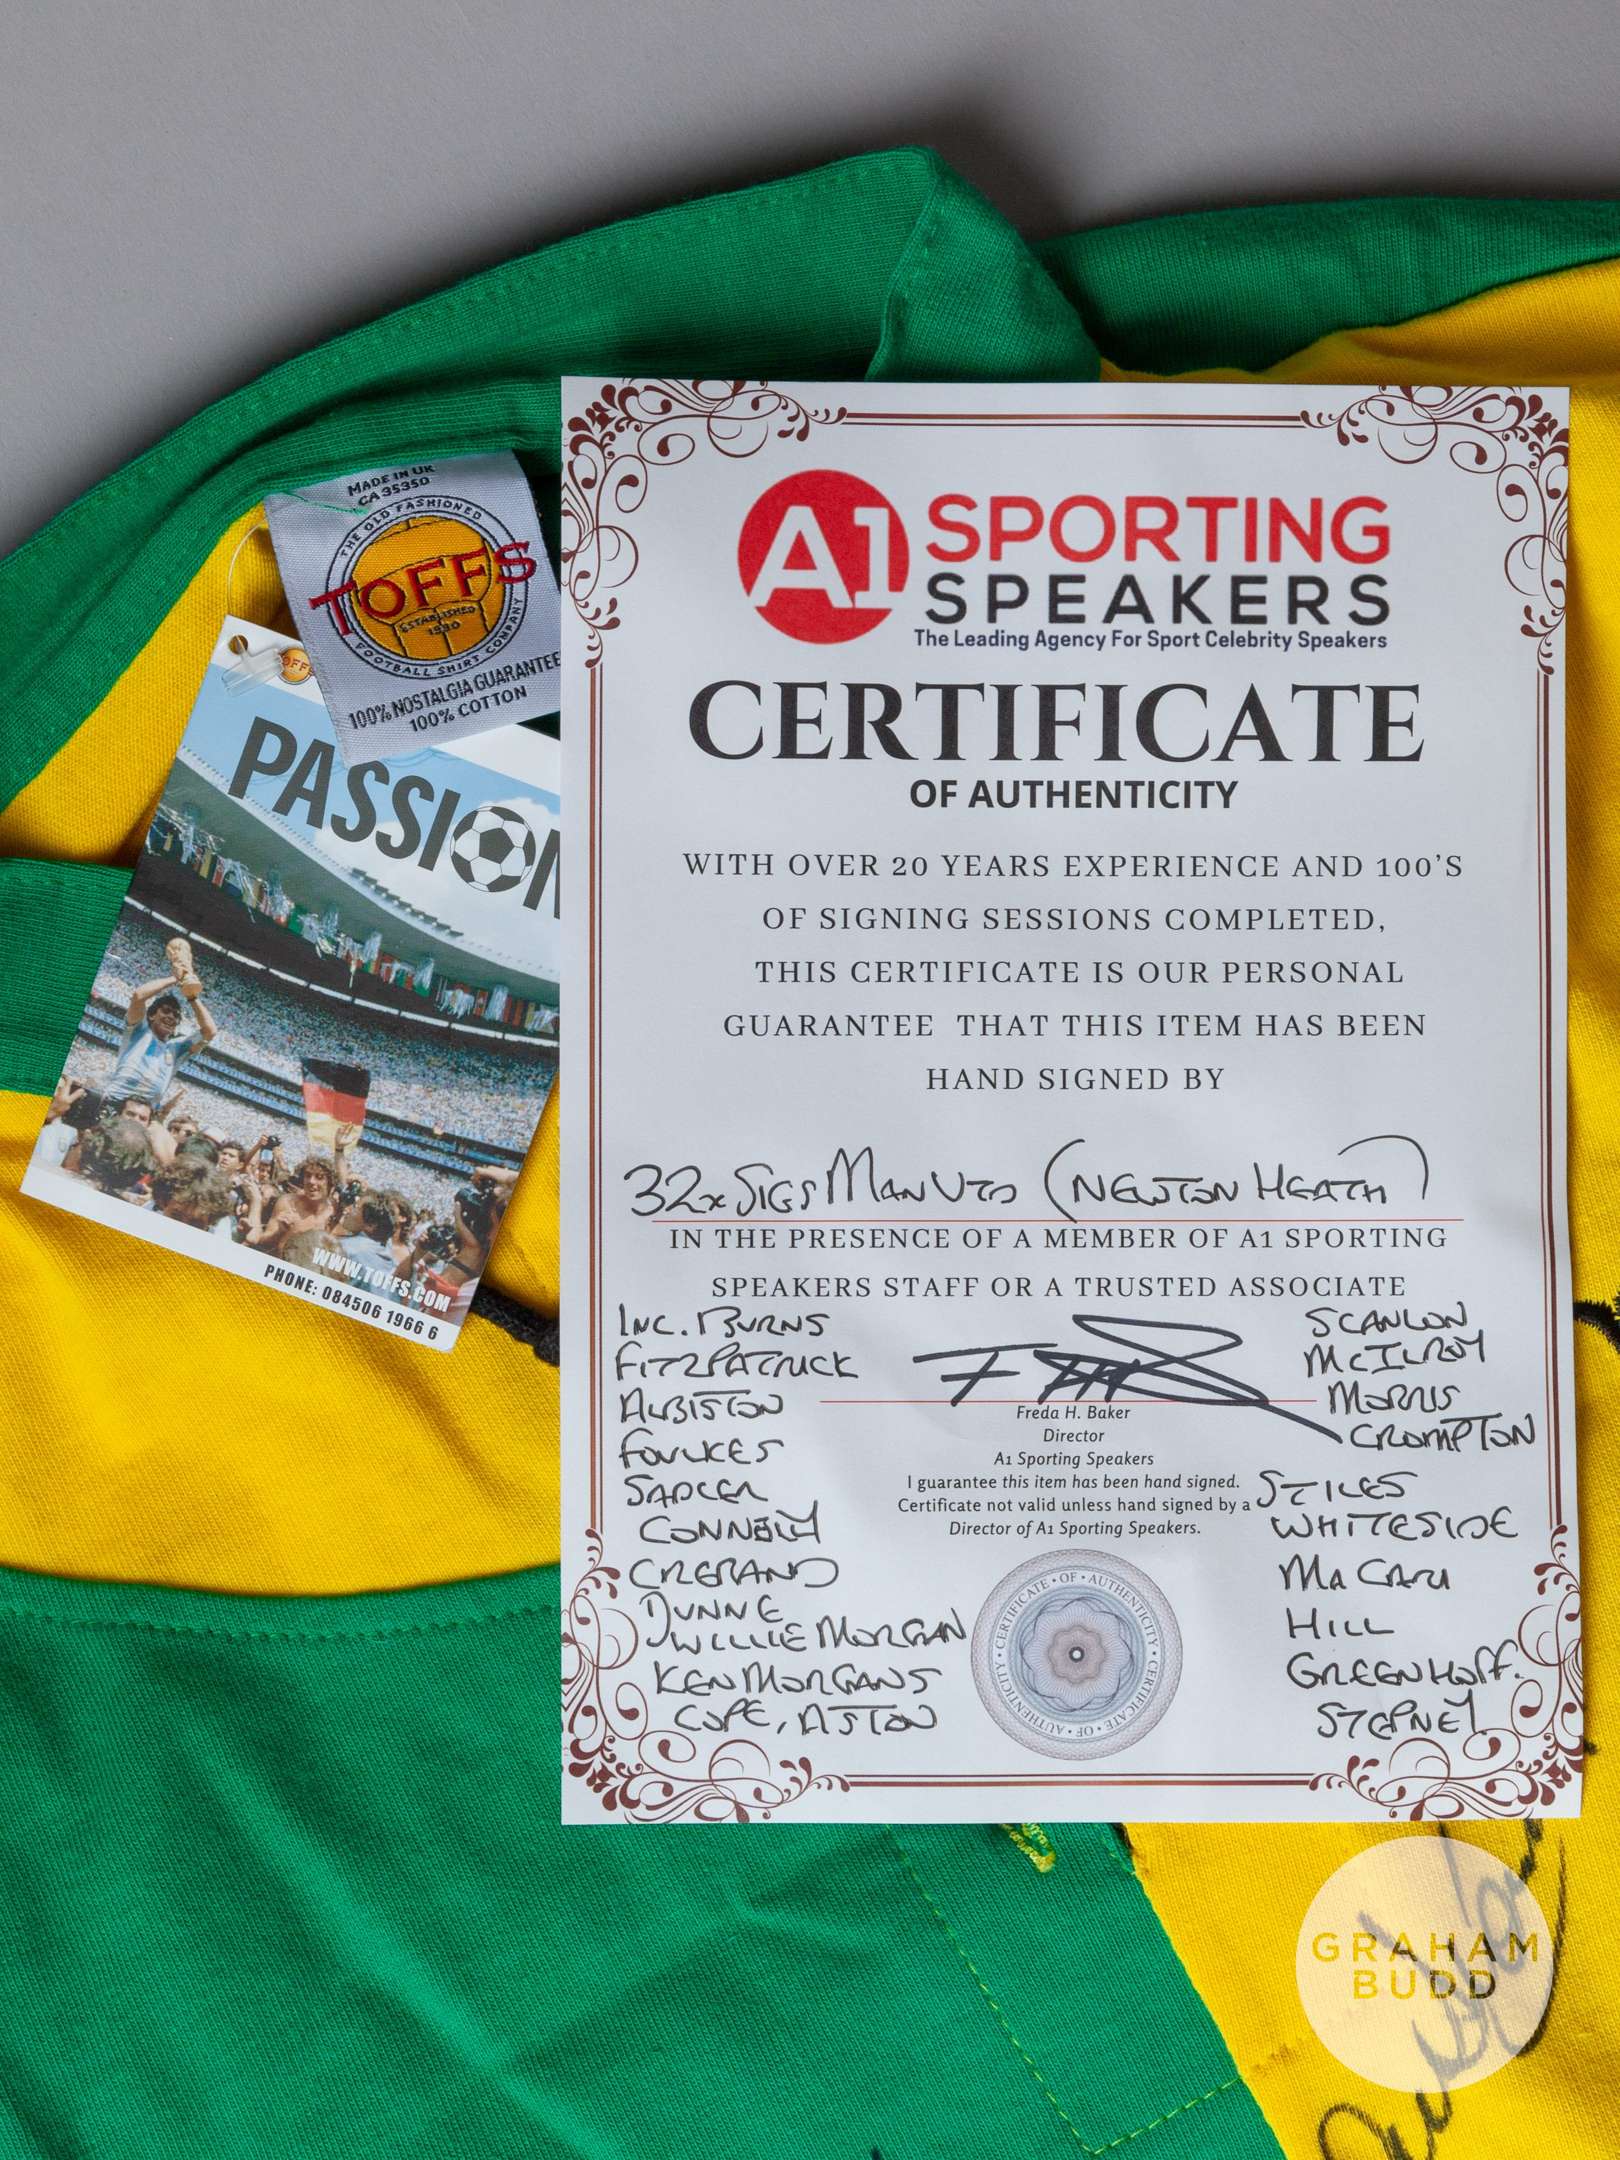 MADE IN UK
CA 35350
THE OLD FASHIONED
TOFFS
ESTABLISHED
1990
FOOTBALL SHIRT COMPANY
100% NOSTALGIA GUARANTEE
100% COTTON
PASSION
WWW.TOFFS.COM
PHONE: 084506 1966 6
A1 SPORTING
SPEAKERS
The Leading Agency For Sport Celebrity Speakers
CERTIFICATE
OF AUTHENTICITY
WITH OVER 20 YEARS EXPERIENCE AND 100'S
OF SIGNING SESSIONS COMPLETED,
THIS CERTIFICATE IS OUR PERSONAL
GUARANTEE THAT THIS ITEM HAS BEEN
HAND SIGNED BY
32x SIGS MAN UTD (NEWTON HEATH)
IN THE PRESENCE OF A MEMBER OF A1 SPORTING
SPEAKERS STAFF OR A TRUSTED ASSOCIATE
INC. BURNS
FITZPATRICK
ALBISTON
FOULKES
SADLER
CONNELLY
CRERAND
DUNNE
WILLIE MORGAN
KEN MORGANS
COPE, ASTON
Freda H. Baker
Director
A1 Sporting Speakers
I guarantee this item has been hand signed.
Certificate not valid unless hand signed by a
Director of A1 Sporting Speakers.
SCANLON
McILROY
MORRIS
CROMPTON
STILES
WHITESIDE
MACARI
HILL
GREENHOFF.
STEPNEY.
CERTIFICATE • OF • AUTHENTICITY • CERTIFICATE • OF • AUTHENTICITY •
GRAHAM
BUDD